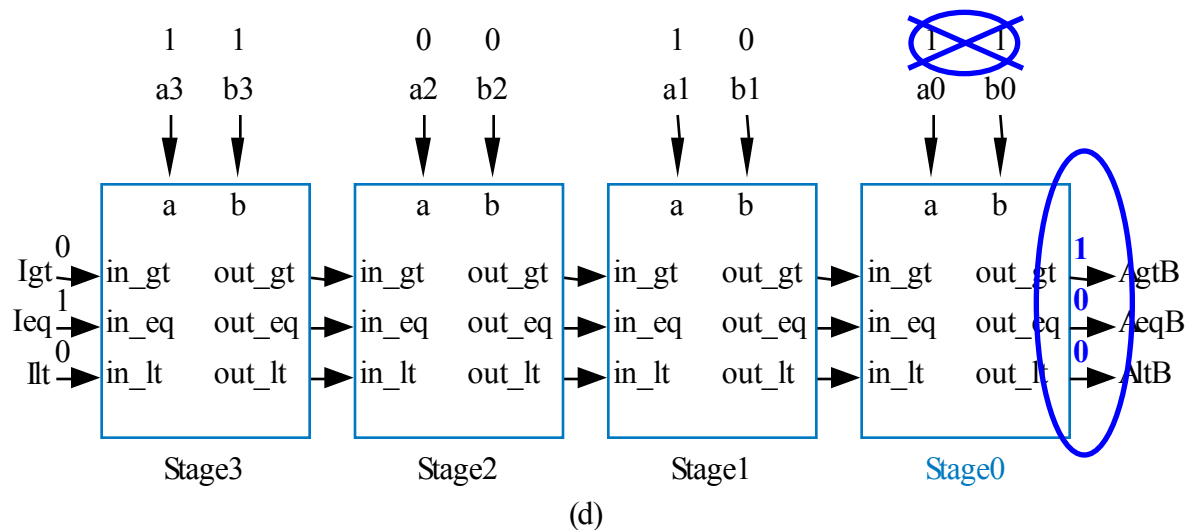 1 1 0 0 1 0 1 1
a3 b3 a2 b2 a1 b1 a0 b0
a b a b a b a b
0 1
Igt in_gt out_gt in_gt out_gt in_gt out_gt in_gt out_gt AgtB
1 0
Ieq in_eq out_eq in_eq out_eq in_eq out_eq in_eq out_eq AeqB
0 0
Ilt in_lt out_lt in_lt out_lt in_lt out_lt in_lt out_lt AltB
Stage3 Stage2 Stage1 Stage0
(d)